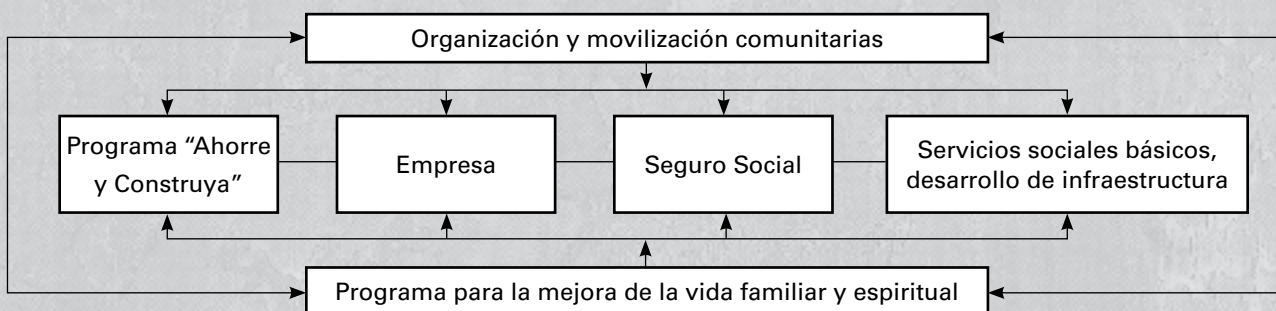 Organización y movilización comunitarias
Programa “Ahorre
y Construya”
Empresa
Seguro Social
Servicios sociales básicos,
desarrollo de infraestructura
Programa para la mejora de la vida familiar y espiritual